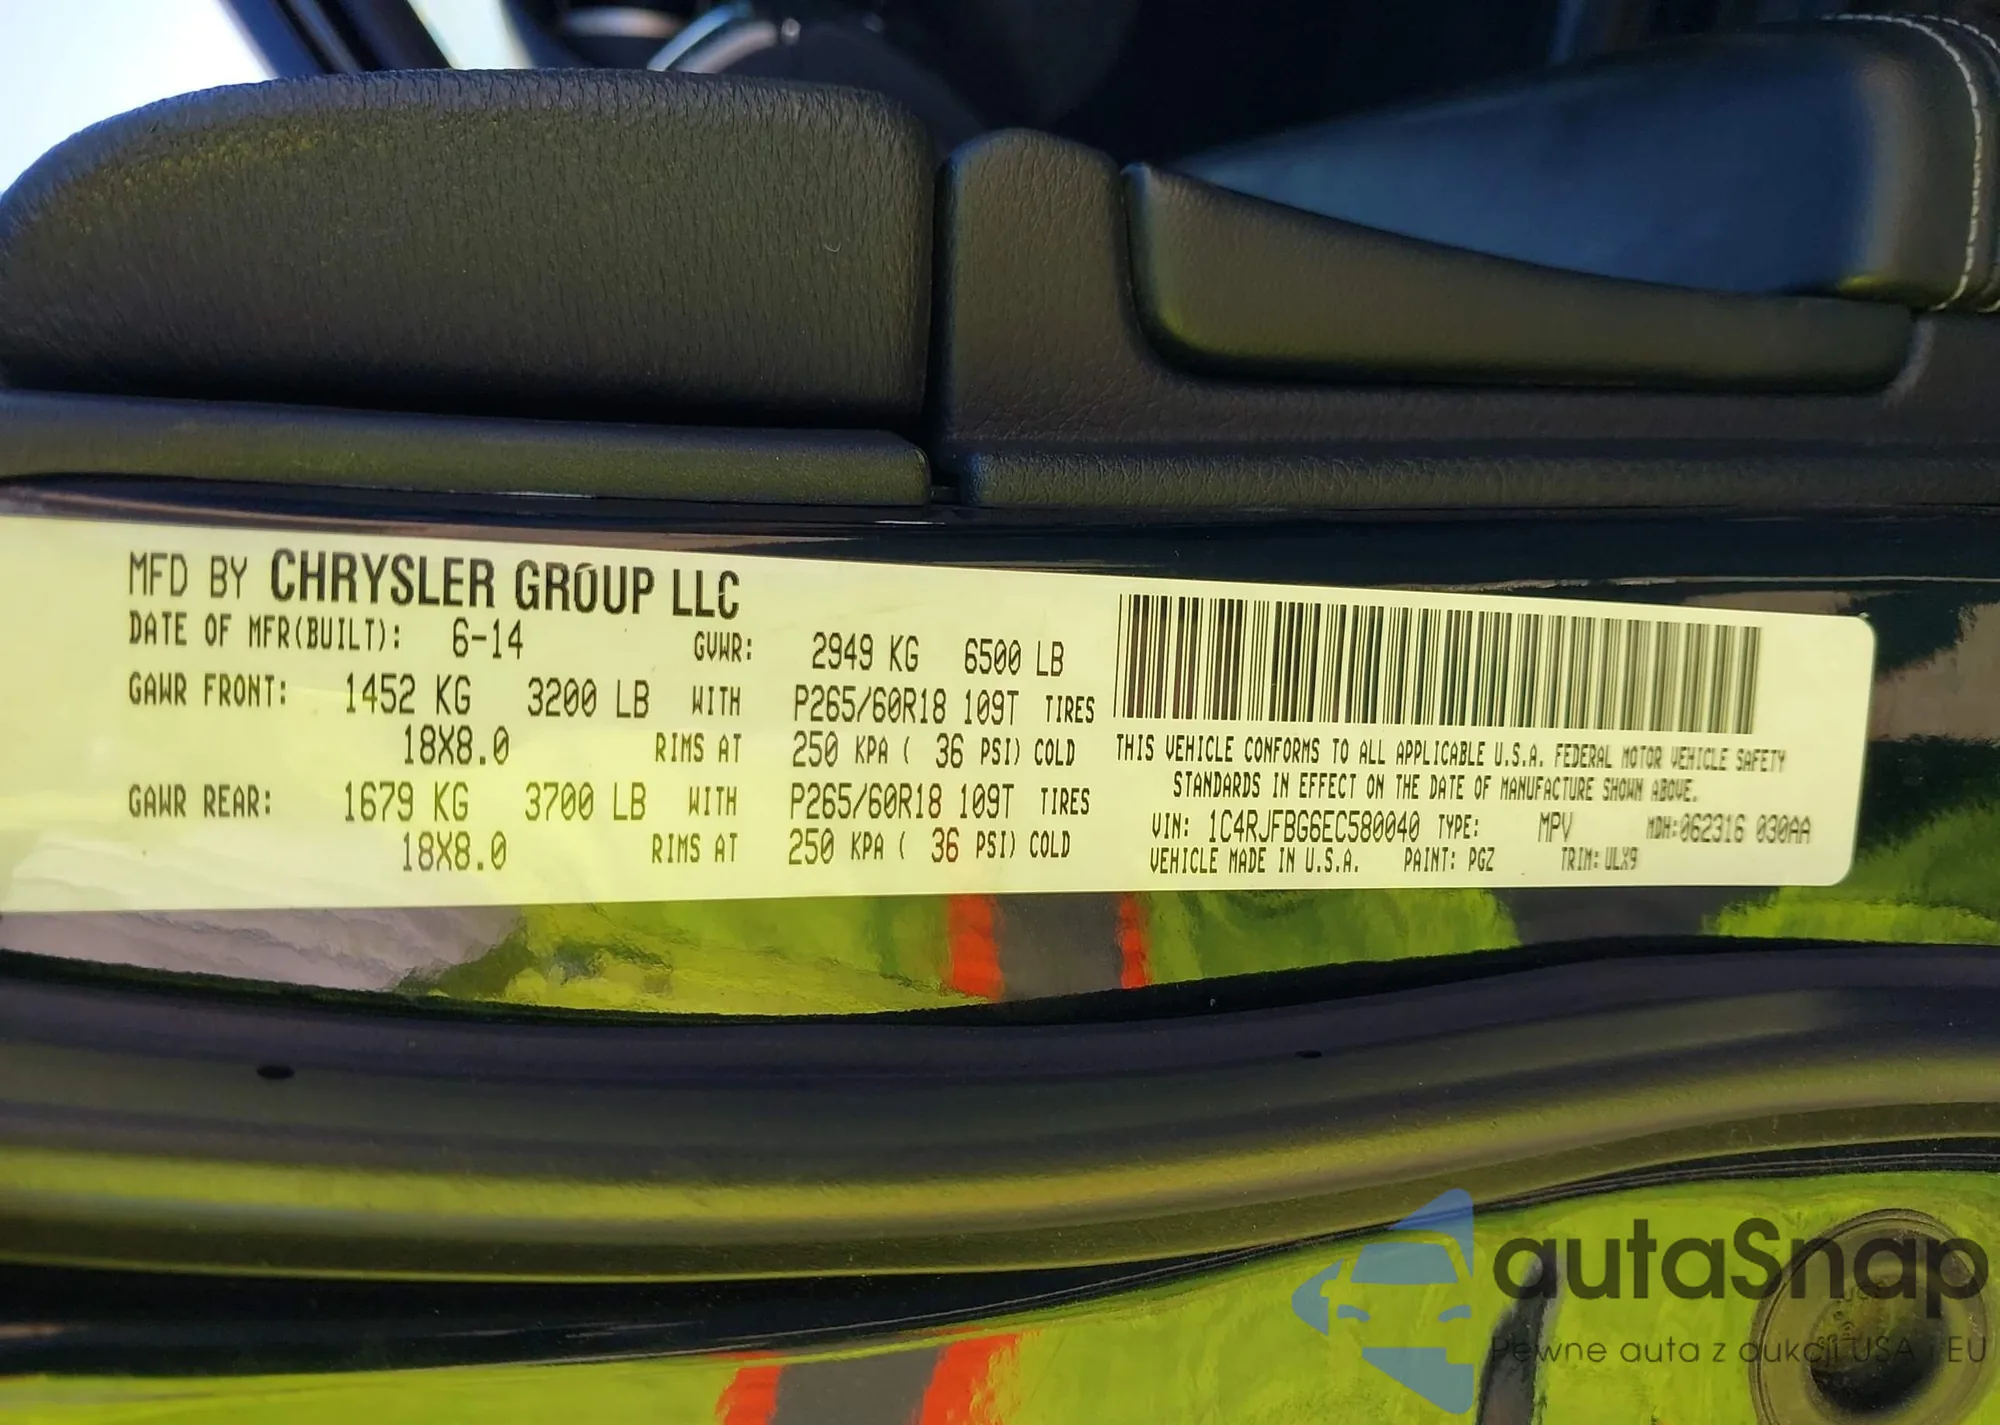 MFD BY CHRYSLER GROUP LLC
DATE OF MFR(BUILT): 6-14 GVWR: 2949 KG 6500 LB
GAWR FRONT: 1452 KG 3200 LB WITH P265/60R18 109T TIRES
18X8.0 RIMS AT 250 KPA ( 36 PSI) COLD
GAWR REAR: 1679 KG 3700 LB WITH P265/60R18 109T TIRES
18X8.0 RIMS AT 250 KPA ( 36 PSI) COLD
THIS VEHICLE CONFORMS TO ALL APPLICABLE U.S.A. FEDERAL MOTOR VEHICLE SAFETY
STANDARDS IN EFFECT ON THE DATE OF MANUFACTURE SHOWN ABOVE.
VIN: 1C4RJFBG6EC580040 TYPE: MPV MDH:062316 030AA
VEHICLE MADE IN U.S.A. PAINT: PGZ TRIM: ULX9
autaSnap
Pewne auta z aukcji USA i EU